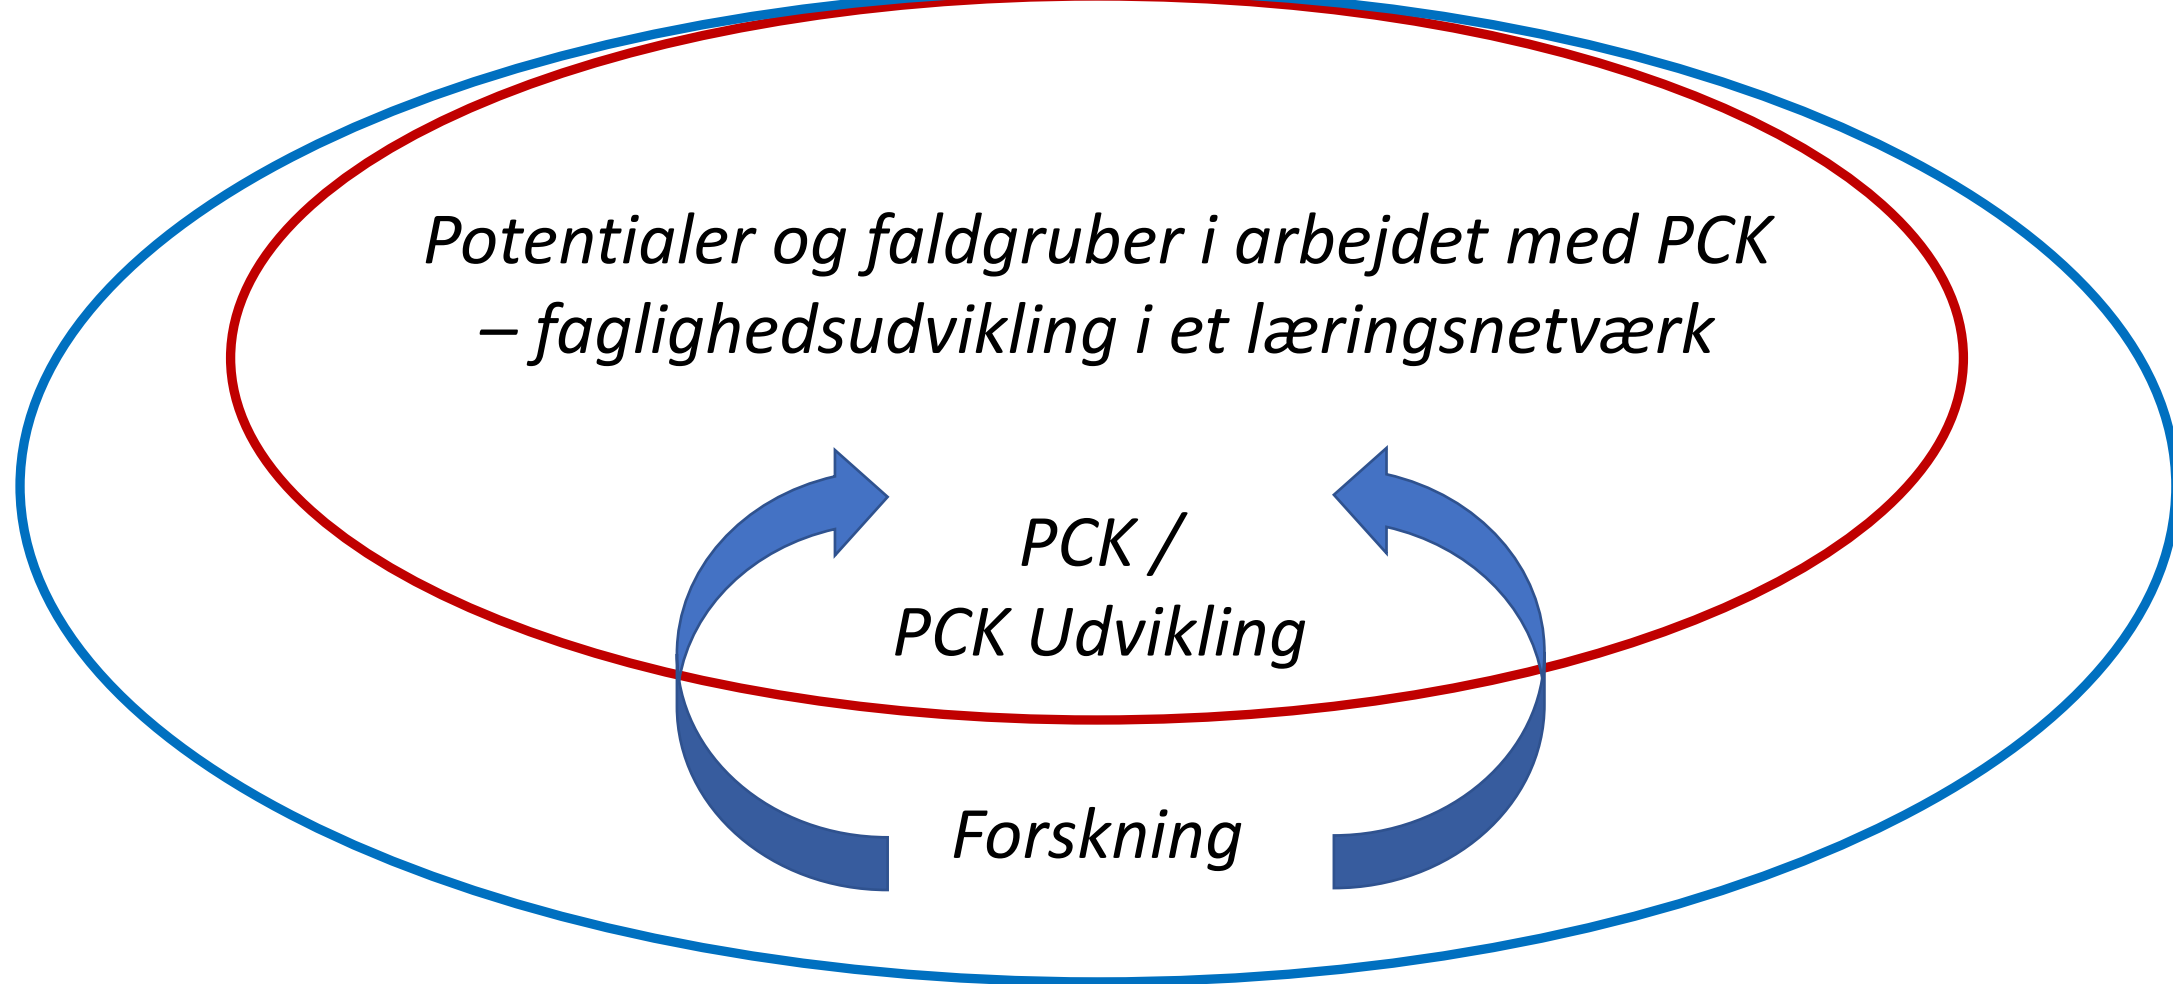 Potentialer og faldgruber i arbejdet med PCK
– faglighedsudvikling i et læringsnetværk
PCK /
PCK Udvikling
Forskning